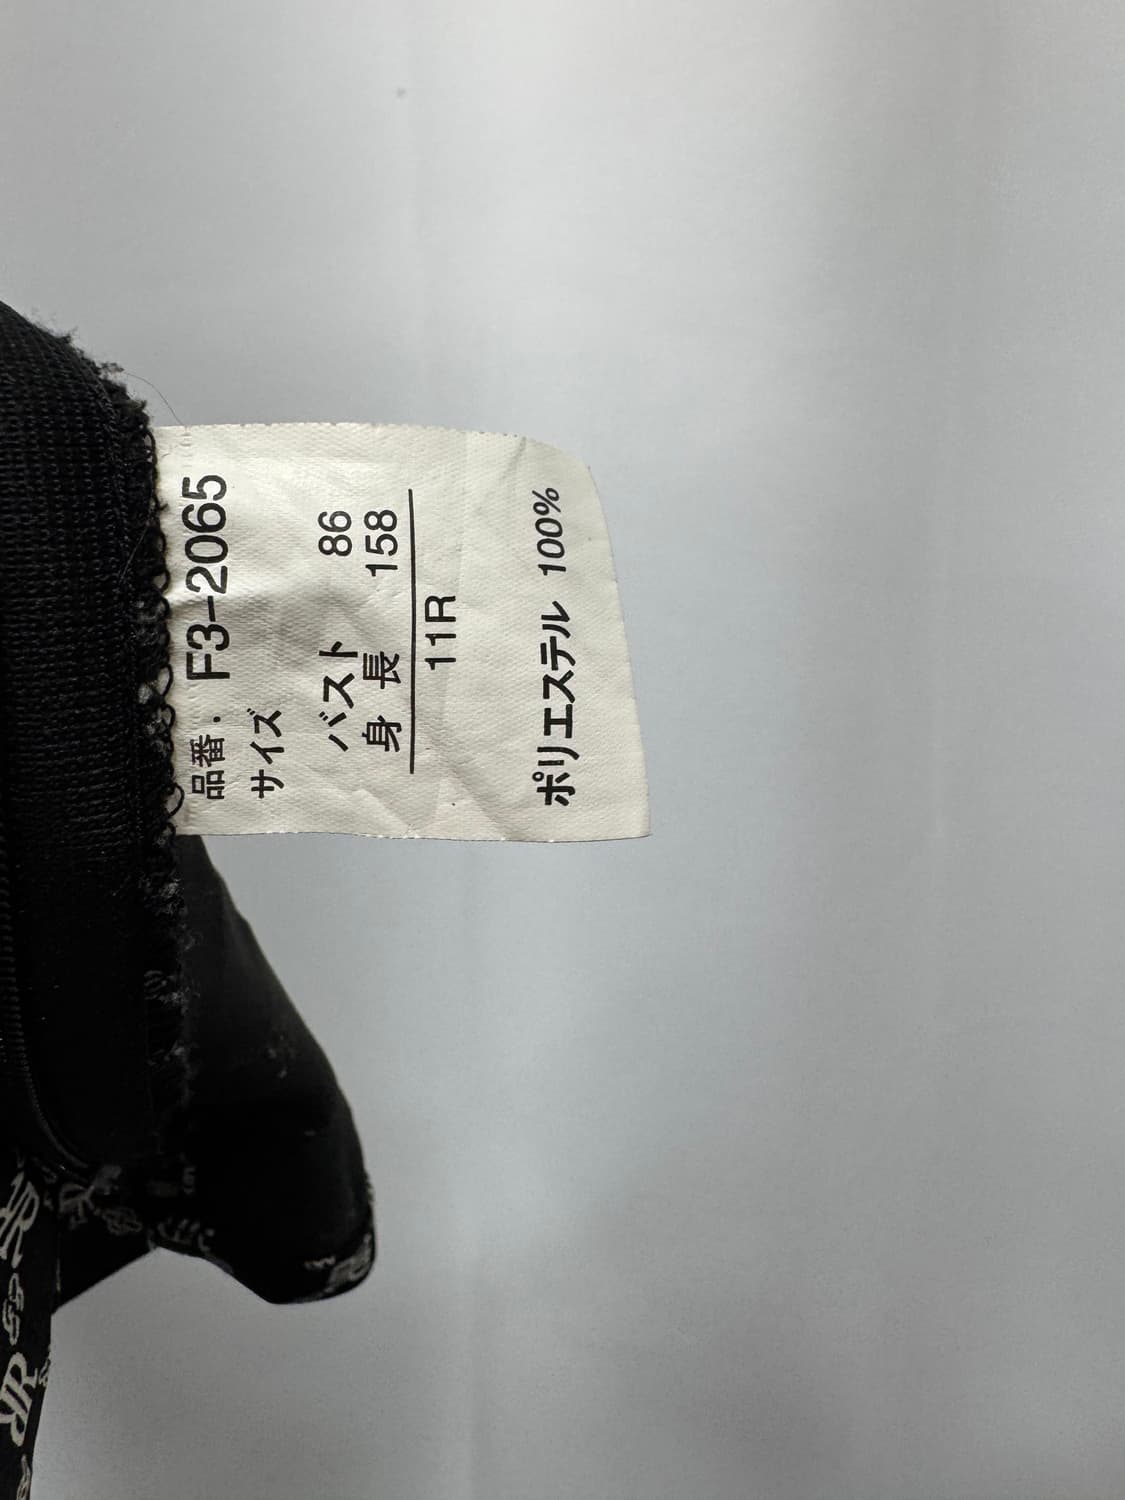 品番. F3-2065
サイズ
バスト 86
身長 158
11R
ポリエステル 100%